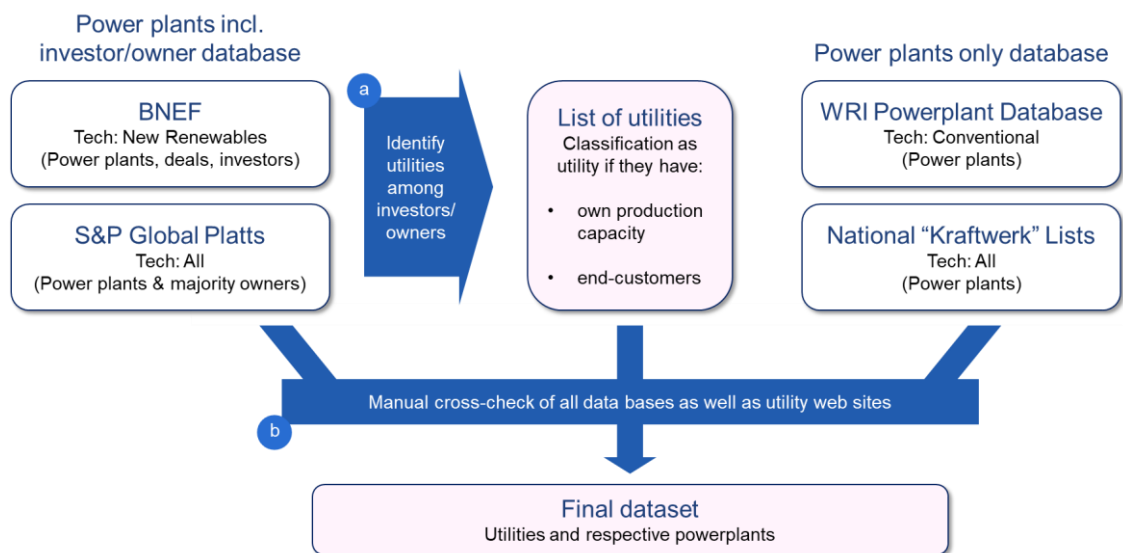 Power plants incl.
investor/owner database
BNEF
Tech: New Renewables
(Power plants, deals, investors)
S&P Global Platts
Tech: All
(Power plants & majority owners)
a
Identify
utilities
among
investors/
owners
List of utilities
Classification as
utility if they have:
• own production
capacity
• end-customers
Power plants only database
WRI Powerplant Database
Tech: Conventional
(Power plants)
National “Kraftwerk” Lists
Tech: All
(Power plants)
Manual cross-check of all data bases as well as utility web sites
b
Final dataset
Utilities and respective powerplants